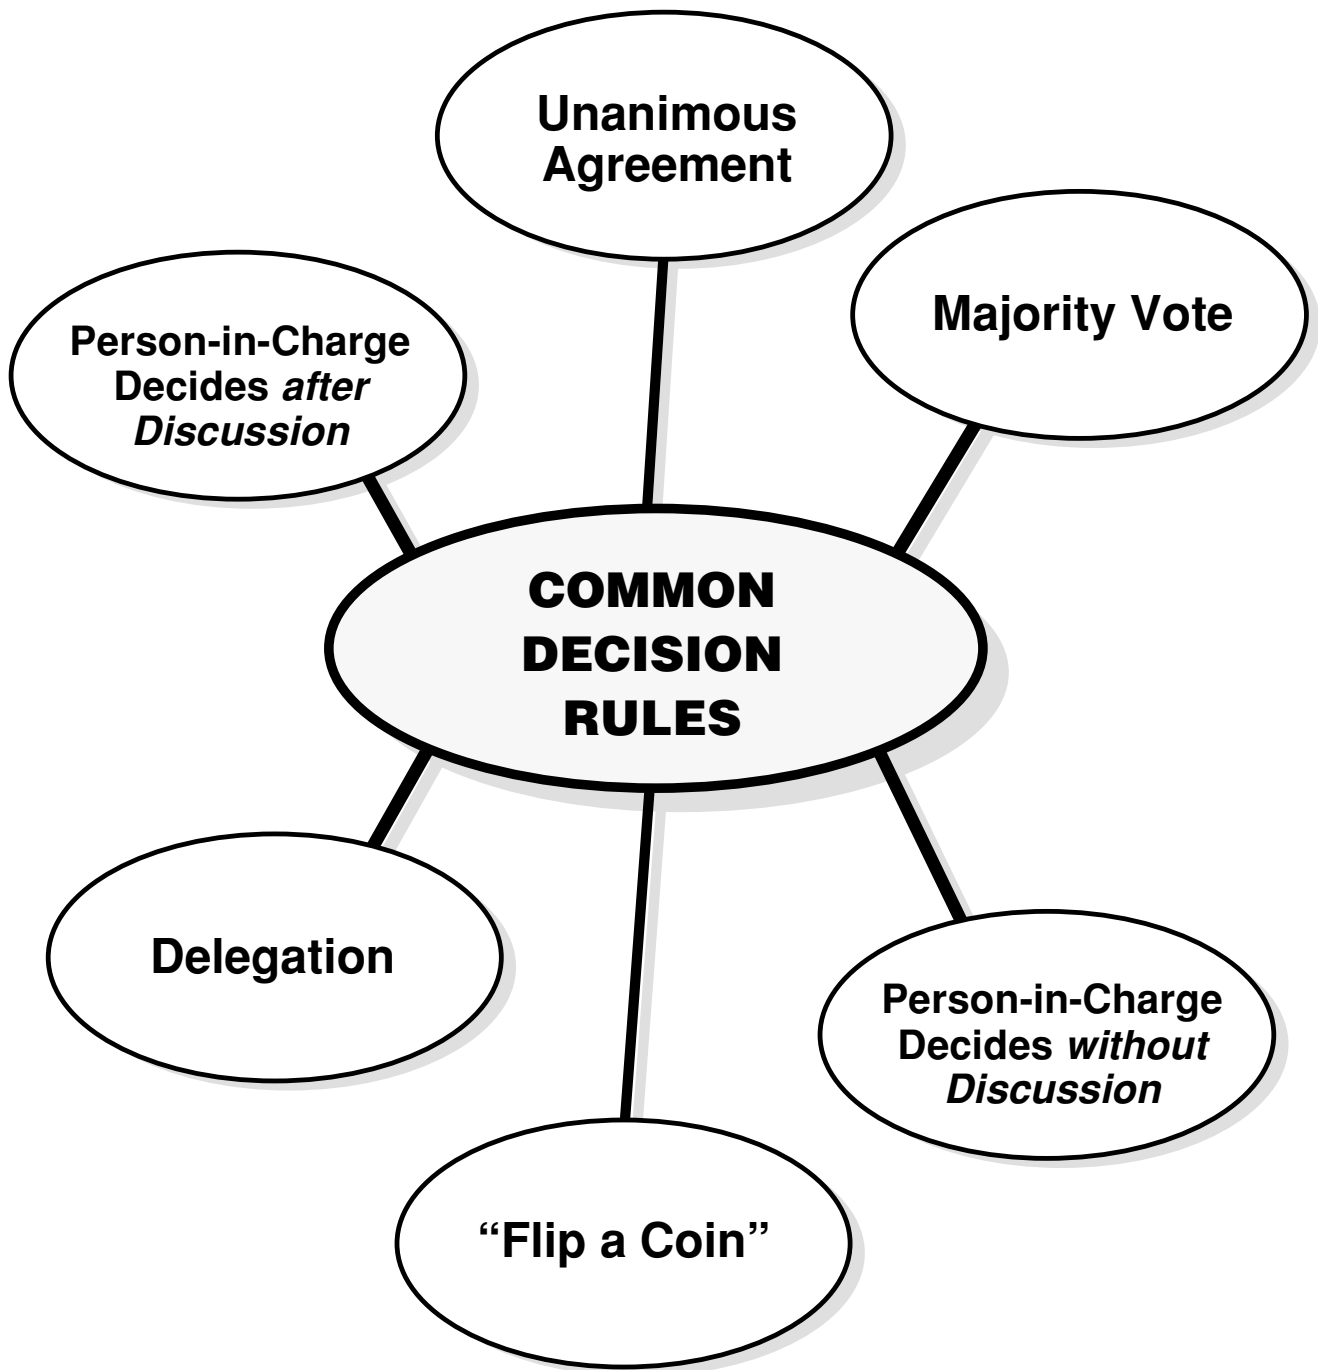 Unanimous
Agreement
Majority Vote
Person-in-Charge
Decides after
Discussion
COMMON
DECISION
RULES
Delegation
Person-in-Charge
Decides without
Discussion
“Flip a Coin”